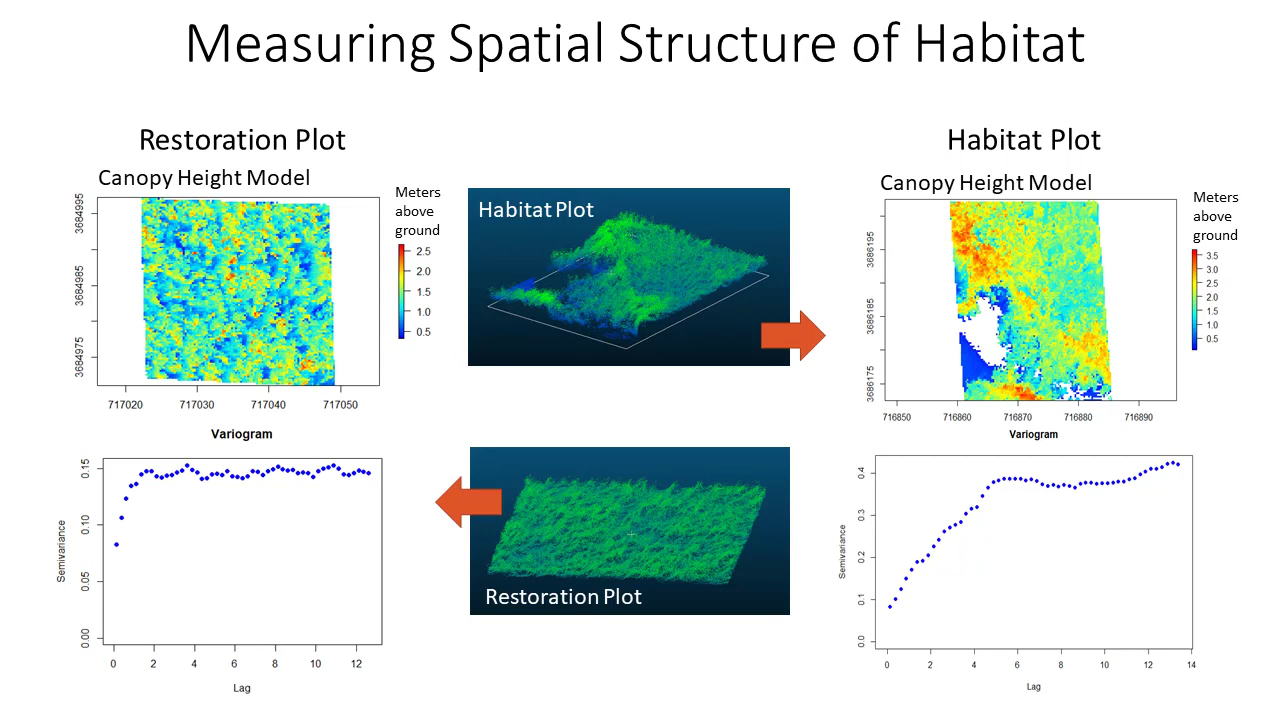 Measuring Spatial Structure of Habitat
Restoration Plot
Canopy Height Model
Meters
above
ground
3684995
3684985
3684975
2.5
2.0
1.5
1.0
0.5
717020 717030 717040 717050
Variogram
Semivariance
0.15
0.10
0.05
0.00
0 2 4 6 8 10 12
Lag
Habitat Plot
Restoration Plot
Habitat Plot
Canopy Height Model
Meters
above
ground
3686195
3686185
3686175
3.5
3.0
2.5
2.0
1.5
1.0
0.5
716850 716860 716870 716880 716890
Variogram
Semivariance
0.4
0.3
0.2
0.1
0.0
0 2 4 6 8 10 12 14
Lag